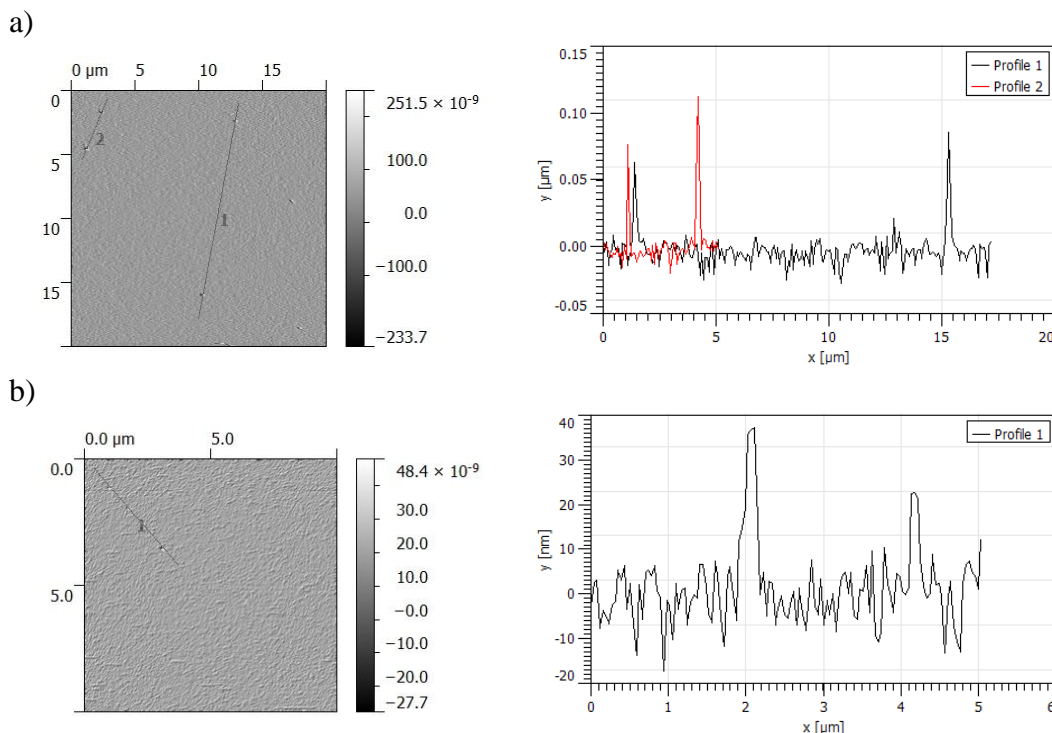 a)
0 µm 5 10 15
0
5
10
15
2
1
251.5 × 10⁻⁹
100.0
0.0
−100.0
−233.7
0.15
0.10
0.05
0.00
-0.05
y [µm]
Profile 1
Profile 2
0 5 10 15 20
x [µm]
b)
0.0 µm 5.0
0.0
5.0
1
48.4 × 10⁻⁹
30.0
20.0
10.0
−0.0
−10.0
−20.0
−27.7
40
30
20
10
0
-10
-20
y [nm]
Profile 1
0 1 2 3 4 5 6
x [µm]